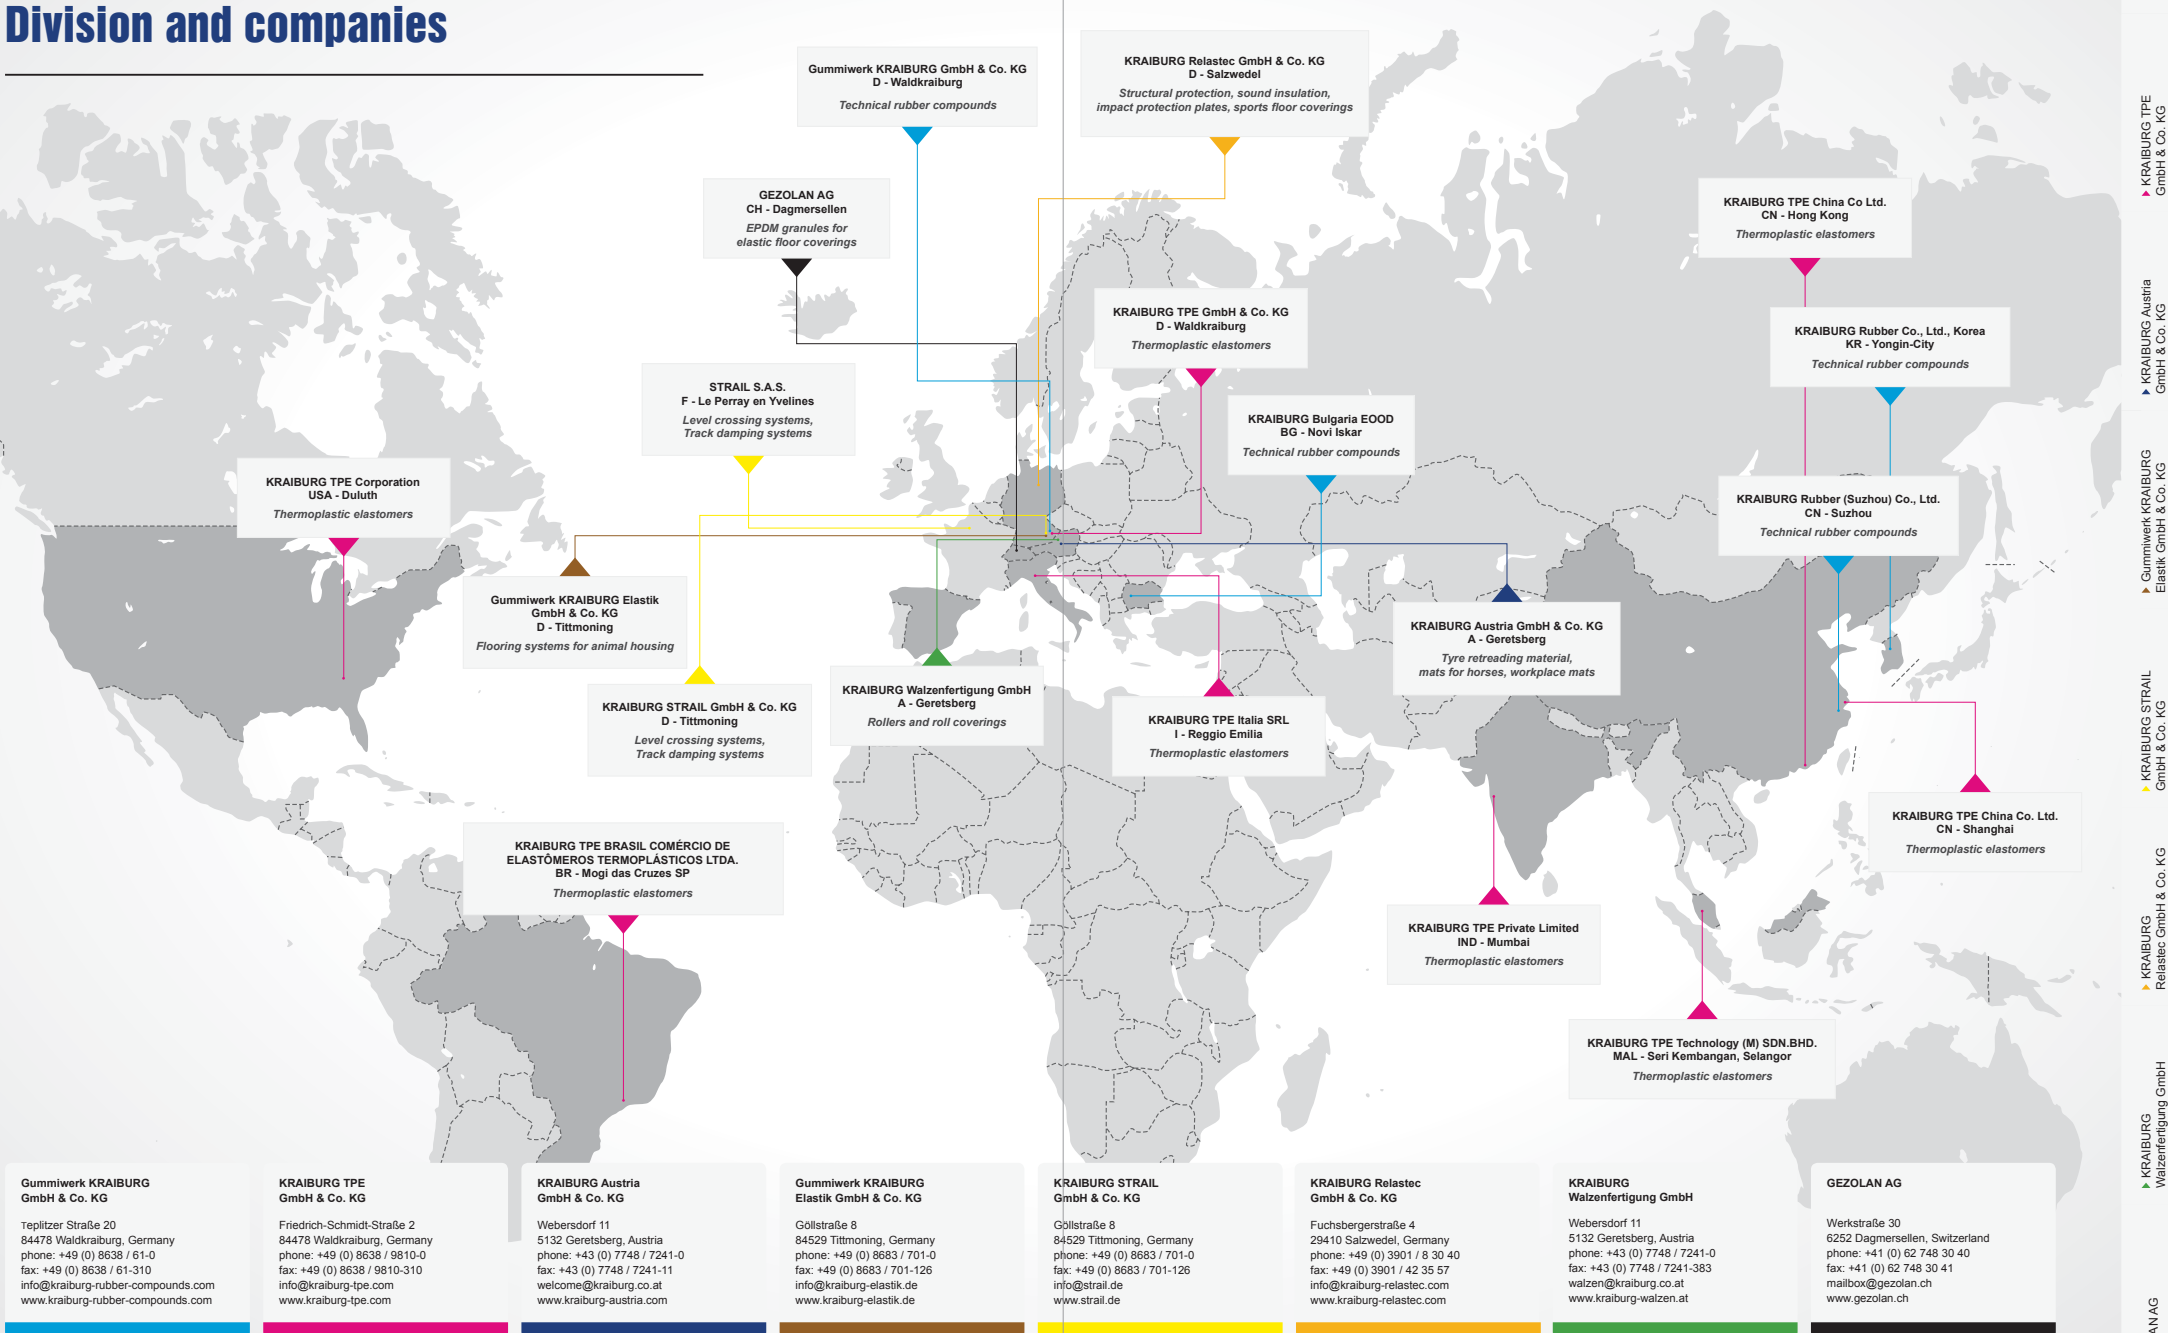 Division and companies
Gummiwerk KRAIBURG GmbH & Co. KG
D - Waldkraiburg
Technical rubber compounds
KRAIBURG Relastec GmbH & Co. KG
D - Salzwedel
Structural protection, sound insulation,
impact protection plates, sports floor coverings
GEZOLAN AG
CH - Dagmersellen
EPDM granules for
elastic floor coverings
KRAIBURG TPE China Co Ltd.
CN - Hong Kong
Thermoplastic elastomers
KRAIBURG TPE GmbH & Co. KG
D - Waldkraiburg
Thermoplastic elastomers
KRAIBURG Rubber Co., Ltd., Korea
KR - Yongin-City
Technical rubber compounds
STRAIL S.A.S.
F - Le Perray en Yvelines
Level crossing systems,
Track damping systems
KRAIBURG Bulgaria EOOD
BG - Novi Iskar
Technical rubber compounds
KRAIBURG TPE Corporation
USA - Duluth
Thermoplastic elastomers
KRAIBURG Rubber (Suzhou) Co., Ltd.
CN - Suzhou
Technical rubber compounds
Gummiwerk KRAIBURG Elastik
GmbH & Co. KG
D - Tittmoning
Flooring systems for animal housing
KRAIBURG Austria GmbH & Co. KG
A - Geretsberg
Tyre retreading material,
mats for horses, workplace mats
KRAIBURG STRAIL GmbH & Co. KG
D - Tittmoning
Level crossing systems,
Track damping systems
KRAIBURG Walzenfertigung GmbH
A - Geretsberg
Rollers and roll coverings
KRAIBURG TPE Italia SRL
I - Reggio Emilia
Thermoplastic elastomers
KRAIBURG TPE China Co. Ltd.
CN - Shanghai
Thermoplastic elastomers
KRAIBURG TPE BRASIL COMÉRCIO DE
ELASTÔMEROS TERMOPLÁSTICOS LTDA.
BR - Mogi das Cruzes SP
Thermoplastic elastomers
KRAIBURG TPE Private Limited
IND - Mumbai
Thermoplastic elastomers
KRAIBURG TPE Technology (M) SDN.BHD.
MAL - Seri Kembangan, Selangor
Thermoplastic elastomers
Gummiwerk KRAIBURG
GmbH & Co. KG
Teplitzer Straße 20
84478 Waldkraiburg, Germany
phone: +49 (0) 8638 / 61-0
fax: +49 (0) 8638 / 61-310
info@kraiburg-rubber-compounds.com
www.kraiburg-rubber-compounds.com
KRAIBURG TPE
GmbH & Co. KG
Friedrich-Schmidt-Straße 2
84478 Waldkraiburg, Germany
phone: +49 (0) 8638 / 9810-0
fax: +49 (0) 8638 / 9810-310
info@kraiburg-tpe.com
www.kraiburg-tpe.com
KRAIBURG Austria
GmbH & Co. KG
Webersdorf 11
5132 Geretsberg, Austria
phone: +43 (0) 7748 / 7241-0
fax: +43 (0) 7748 / 7241-11
welcome@kraiburg.co.at
www.kraiburg-austria.com
Gummiwerk KRAIBURG
Elastik GmbH & Co. KG
Göllstraße 8
84529 Tittmoning, Germany
phone: +49 (0) 8683 / 701-0
fax: +49 (0) 8683 / 701-126
info@kraiburg-elastik.de
www.kraiburg-elastik.de
KRAIBURG STRAIL
GmbH & Co. KG
Göllstraße 8
84529 Tittmoning, Germany
phone: +49 (0) 8683 / 701-0
fax: +49 (0) 8683 / 701-126
info@strail.de
www.strail.de
KRAIBURG Relastec
GmbH & Co. KG
Fuchsbergerstraße 4
29410 Salzwedel, Germany
phone: +49 (0) 3901 / 8 30 40
fax: +49 (0) 3901 / 42 35 57
info@kraiburg-relastec.com
www.kraiburg-relastec.com
KRAIBURG
Walzenfertigung GmbH
Webersdorf 11
5132 Geretsberg, Austria
phone: +43 (0) 7748 / 7241-0
fax: +43 (0) 7748 / 7241-383
walzen@kraiburg.co.at
www.kraiburg-walzen.at
GEZOLAN AG
Werkstraße 30
6252 Dagmersellen, Switzerland
phone: +41 (0) 62 748 30 40
fax: +41 (0) 62 748 30 41
mailbox@gezolan.ch
www.gezolan.ch
KRAIBURG TPE
GmbH & Co. KG
KRAIBURG Austria
GmbH & Co. KG
Gummiwerk KRAIBURG
Elastik GmbH & Co. KG
KRAIBURG STRAIL
GmbH & Co. KG
KRAIBURG
Relastec GmbH & Co. KG
KRAIBURG
Walzenfertigung GmbH
AN AG